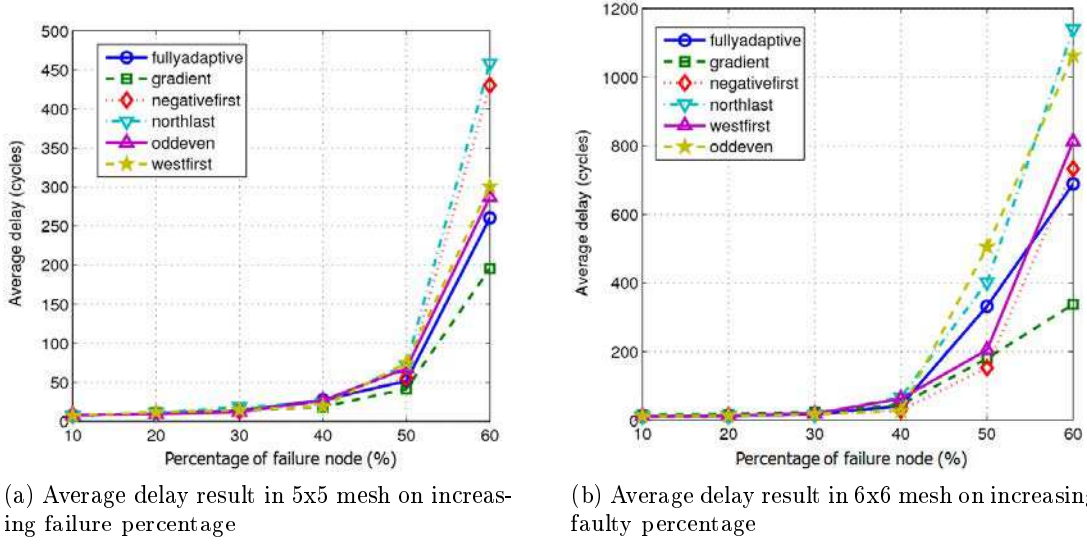 500
450
400
350
300
250
200
150
100
50
0
10
20
30
40
50
60
Average delay (cycles)
Percentage of failure node (%)
fullyadaptive
gradient
negativefirst
northlast
oddeven
westfirst
(a) Average delay result in 5x5 mesh on increas-
ing failure percentage
1200
1000
800
600
400
200
0
10
20
30
40
50
60
Average delay (cycles)
Percentage of failure node (%)
fullyadaptive
gradient
negativefirst
northlast
westfirst
oddeven
(b) Average delay result in 6x6 mesh on increasing
faulty percentage